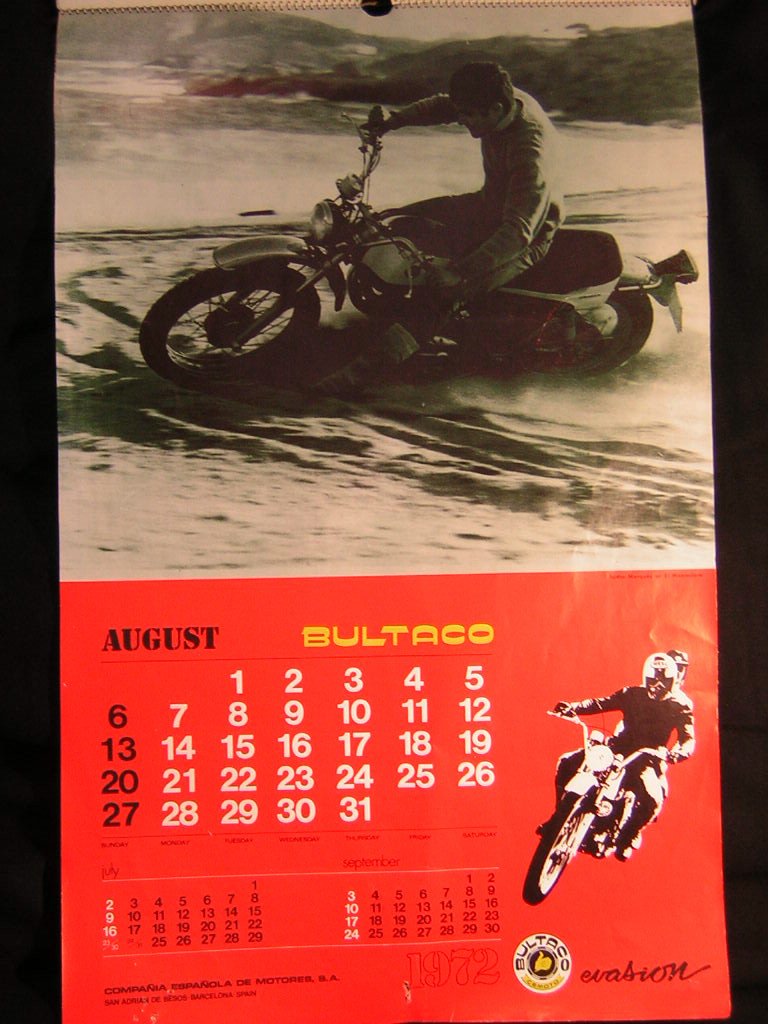 AUGUST BULTACO
1 2 3 4 5
6 7 8 9 10 11 12
13 14 15 16 17 18 19
20 21 22 23 24 25 26
27 28 29 30 31
SUNDAY MONDAY TUESDAY WEDNESDAY THURSDAY FRIDAY SATURDAY
july
1
2 3 4 5 6 7 8
9 10 11 12 13 14 15
16 17 18 19 20 21 22
23/30 24/31 25 26 27 28 29
september
1 2
3 4 5 6 7 8 9
10 11 12 13 14 15 16
17 18 19 20 21 22 23
24 25 26 27 28 29 30
COMPAÑIA ESPAÑOLA DE MOTORES, S.A.
SAN ADRIAN DE BESOS-BARCELONA-SPAIN
1972
BULTACO
CEMOTO
evasion